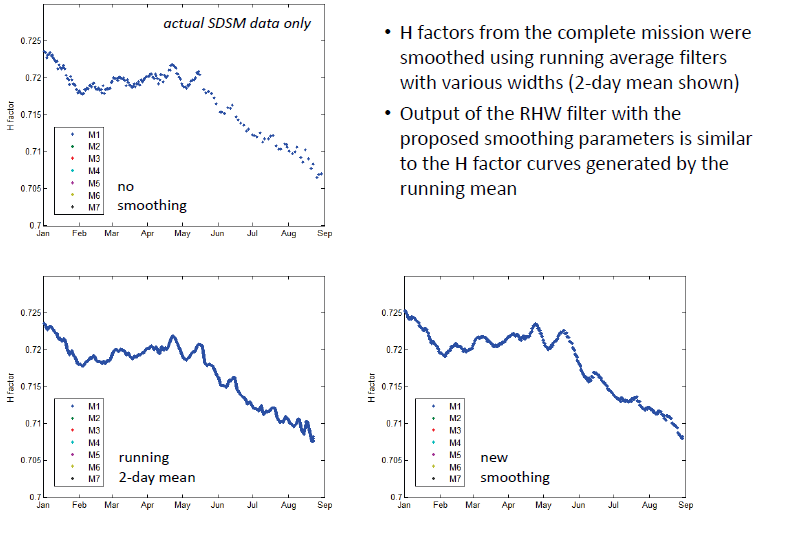 actual SDSM data only
0.725
0.72
0.715
0.71
0.705
0.7
H factor
M1
M2
M3
M4
M5
M6
M7
no
smoothing
Jan Feb Mar Apr May Jun Jul Aug Sep
• H factors from the complete mission were
smoothed using running average filters
with various widths (2-day mean shown)
• Output of the RHW filter with the
proposed smoothing parameters is similar
to the H factor curves generated by the
running mean
0.725
0.72
0.715
0.71
0.705
0.7
H factor
M1
M2
M3
M4
M5
M6
M7
running
2-day mean
Jan Feb Mar Apr May Jun Jul Aug Sep
0.725
0.72
0.715
0.71
0.705
0.7
H factor
M1
M2
M3
M4
M5
M6
M7
new
smoothing
Jan Feb Mar Apr May Jun Jul Aug Sep